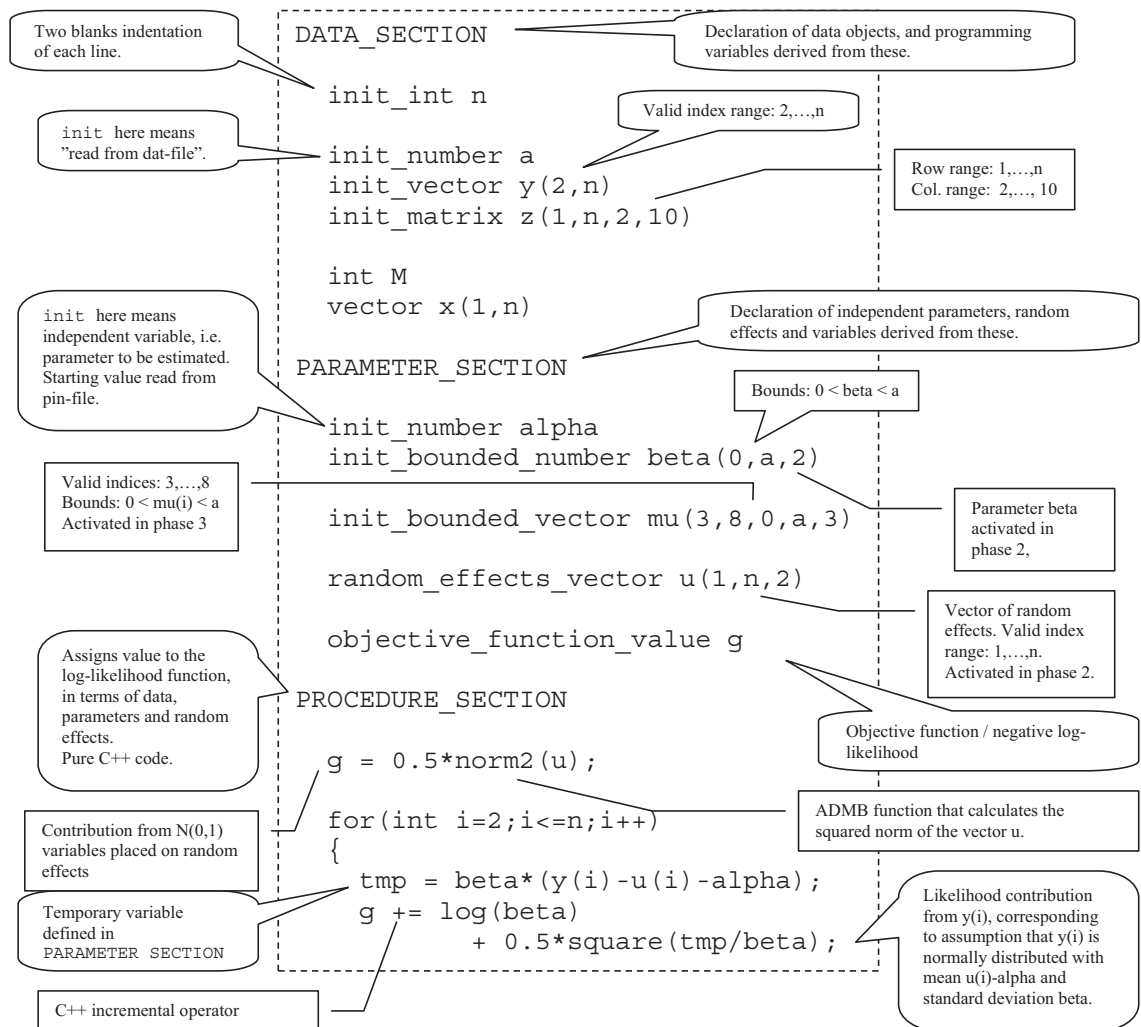 Two blanks indentation
of each line.
DATA_SECTION
Declaration of data objects, and programming
variables derived from these.
init_int n
Valid index range: 2,…,n
init here means
”read from dat-file”.
init_number a
init_vector y(2,n)
init_matrix z(1,n,2,10)
Row range: 1,…,n
Col. range: 2,…, 10
int M
vector x(1,n)
init here means
independent variable, i.e.
parameter to be estimated.
Starting value read from
pin-file.
Declaration of independent parameters, random
effects and variables derived from these.
PARAMETER_SECTION
Bounds: 0 < beta < a
init_number alpha
init_bounded_number beta(0,a,2)
Valid indices: 3,…,8
Bounds: 0 < mu(i) < a
Activated in phase 3
init_bounded_vector mu(3,8,0,a,3)
Parameter beta
activated in
phase 2,
random_effects_vector u(1,n,2)
Vector of random
effects. Valid index
range: 1,…,n.
Activated in phase 2.
objective_function_value g
Assigns value to the
log-likelihood function,
in terms of data,
parameters and random
effects.
Pure C++ code.
PROCEDURE_SECTION
Objective function / negative log-
likelihood
g = 0.5*norm2(u);
ADMB function that calculates the
squared norm of the vector u.
Contribution from N(0,1)
variables placed on random
effects
for(int i=2;i<=n;i++)
{
tmp = beta*(y(i)-u(i)-alpha);
g += log(beta)
+ 0.5*square(tmp/beta);
Temporary variable
defined in
PARAMETER SECTION
Likelihood contribution
from y(i), corresponding
to assumption that y(i) is
normally distributed with
mean u(i)-alpha and
standard deviation beta.
C++ incremental operator